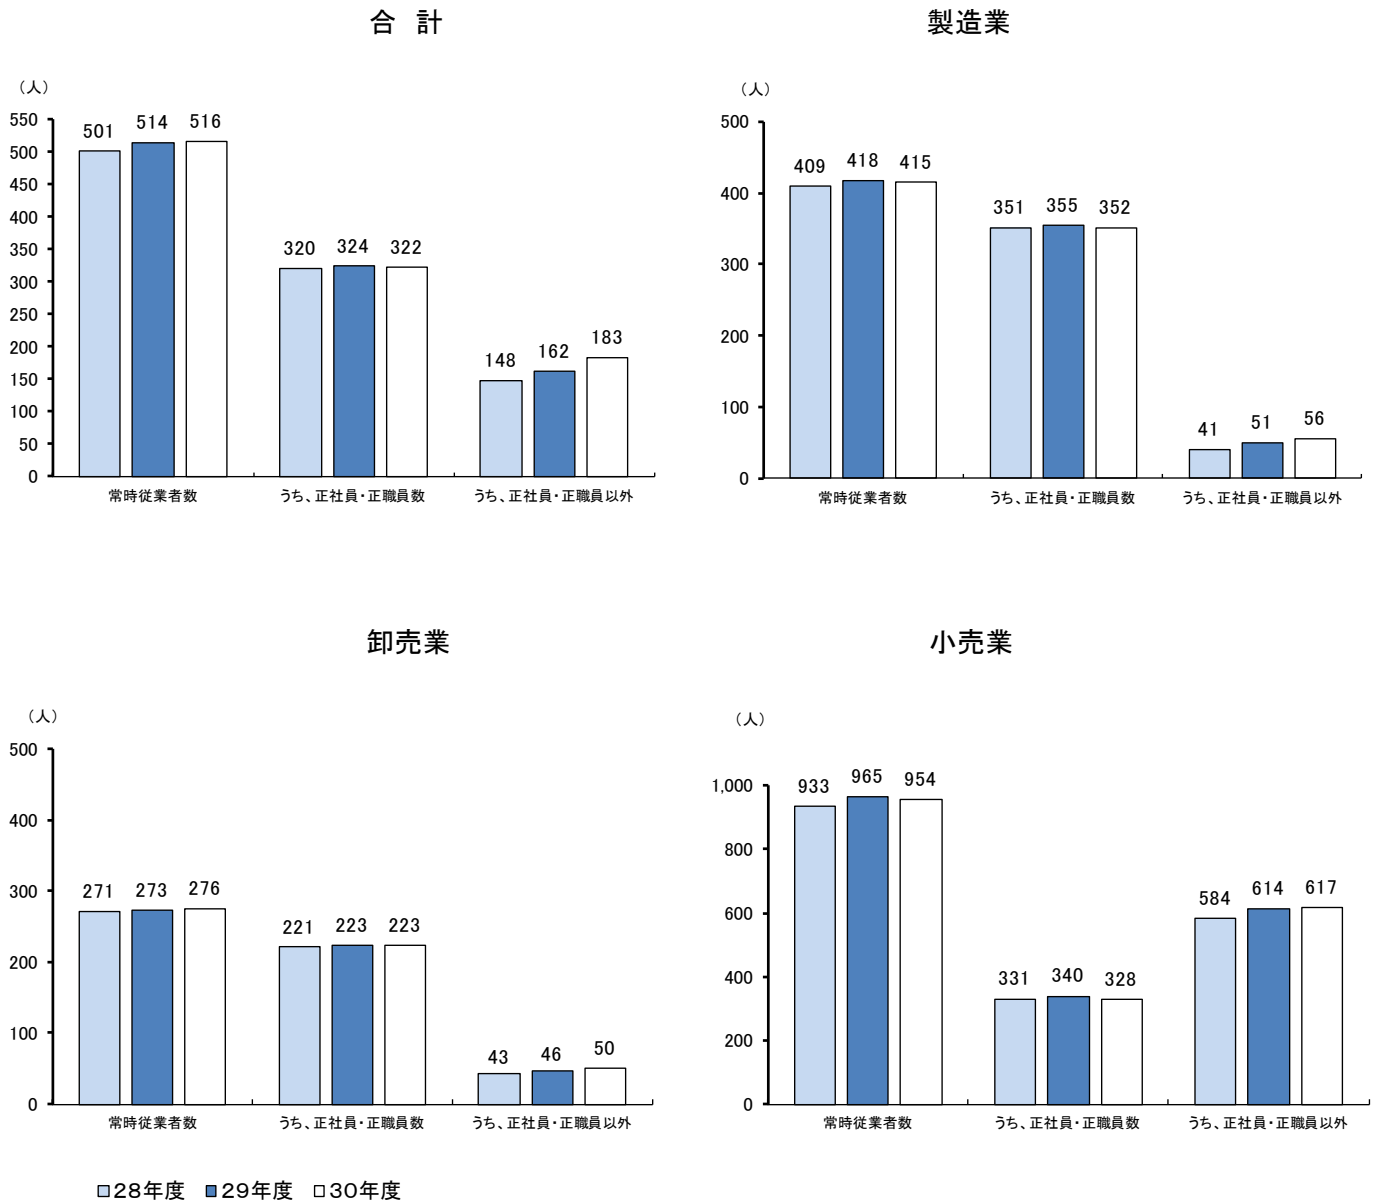 合 計
(人)
550
500
450
400
350
300
250
200
150
100
50
0
501 514 516
320 324 322
148 162 183
常時従業者数 うち、正社員・正職員数 うち、正社員・正職員以外
製造業
(人)
500
400
300
200
100
0
409 418 415
351 355 352
41 51 56
常時従業者数 うち、正社員・正職員数 うち、正社員・正職員以外
卸売業
(人)
500
400
300
200
100
0
271 273 276
221 223 223
43 46 50
常時従業者数 うち、正社員・正職員数 うち、正社員・正職員以外
小売業
(人)
1,000
800
600
400
200
0
933 965 954
331 340 328
584 614 617
常時従業者数 うち、正社員・正職員数 うち、正社員・正職員以外
28年度 29年度 30年度